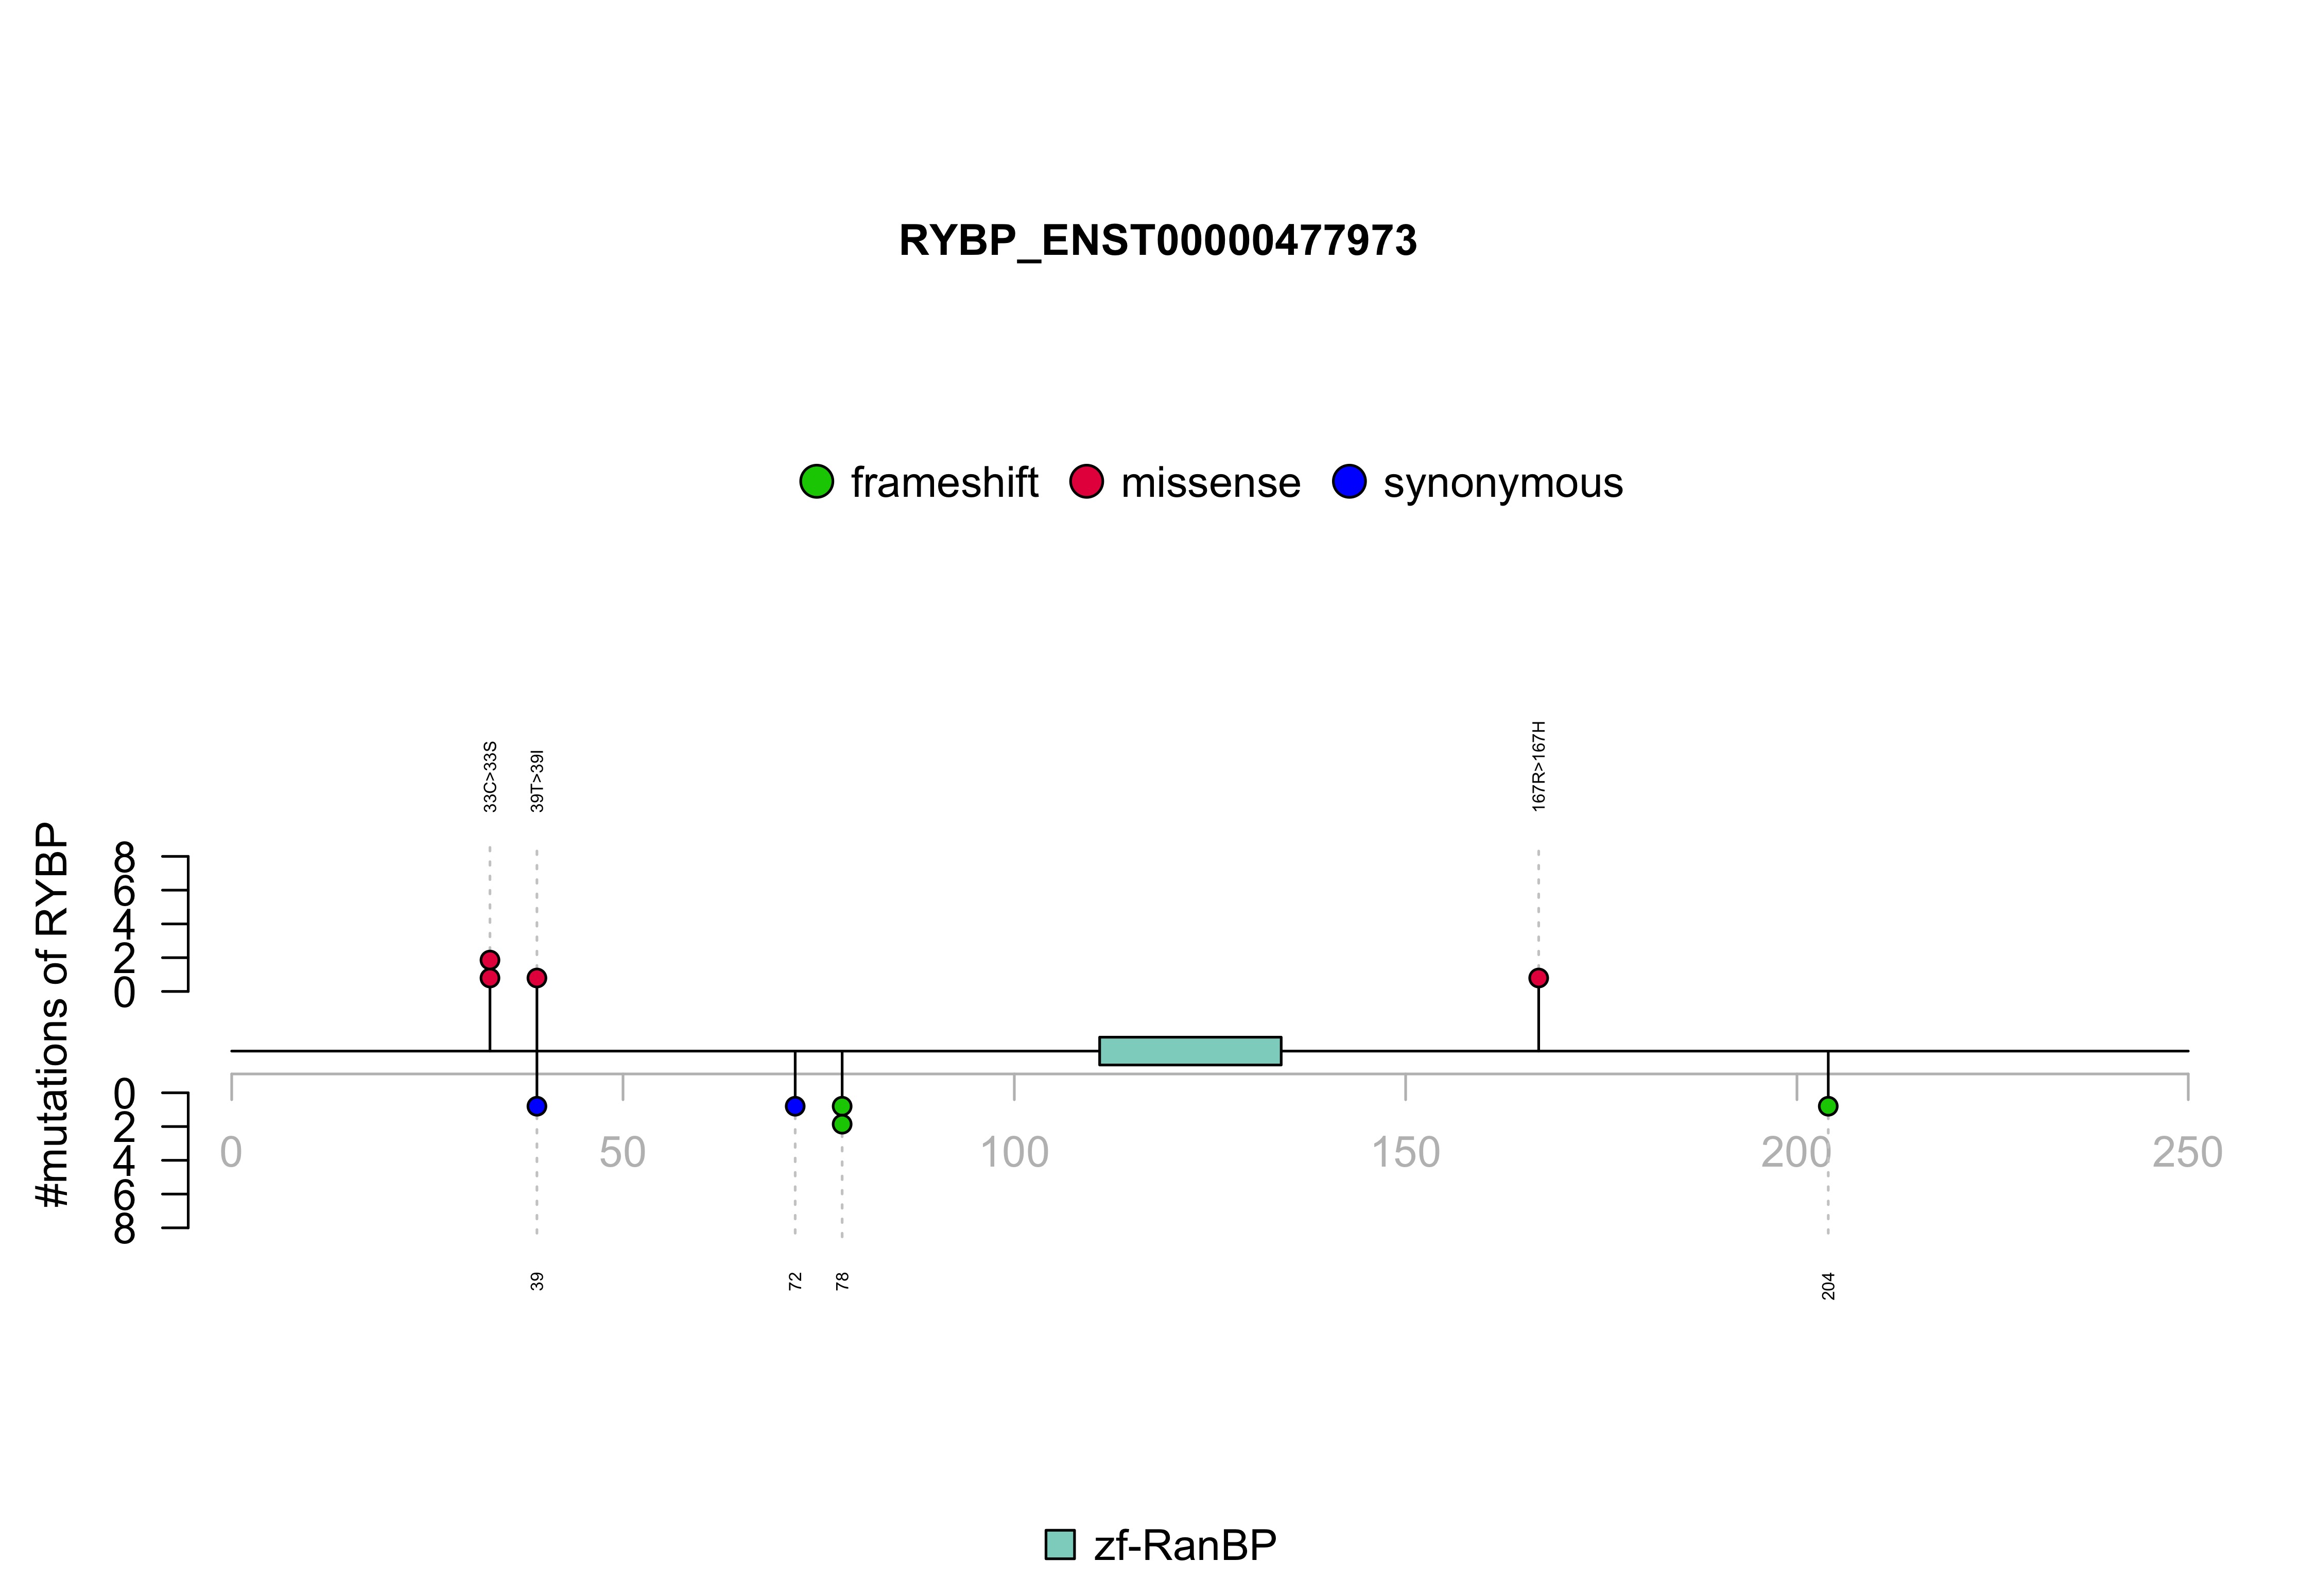 RYBP_ENST00000477973
frameshift missense synonymous
33C>33S 39T>39I 167R>167H
#mutations of RYBP
8
6
4
2
0
0
2
4
6
8
0 50 100 150 200 250
39 72 78 204
zf-RanBP